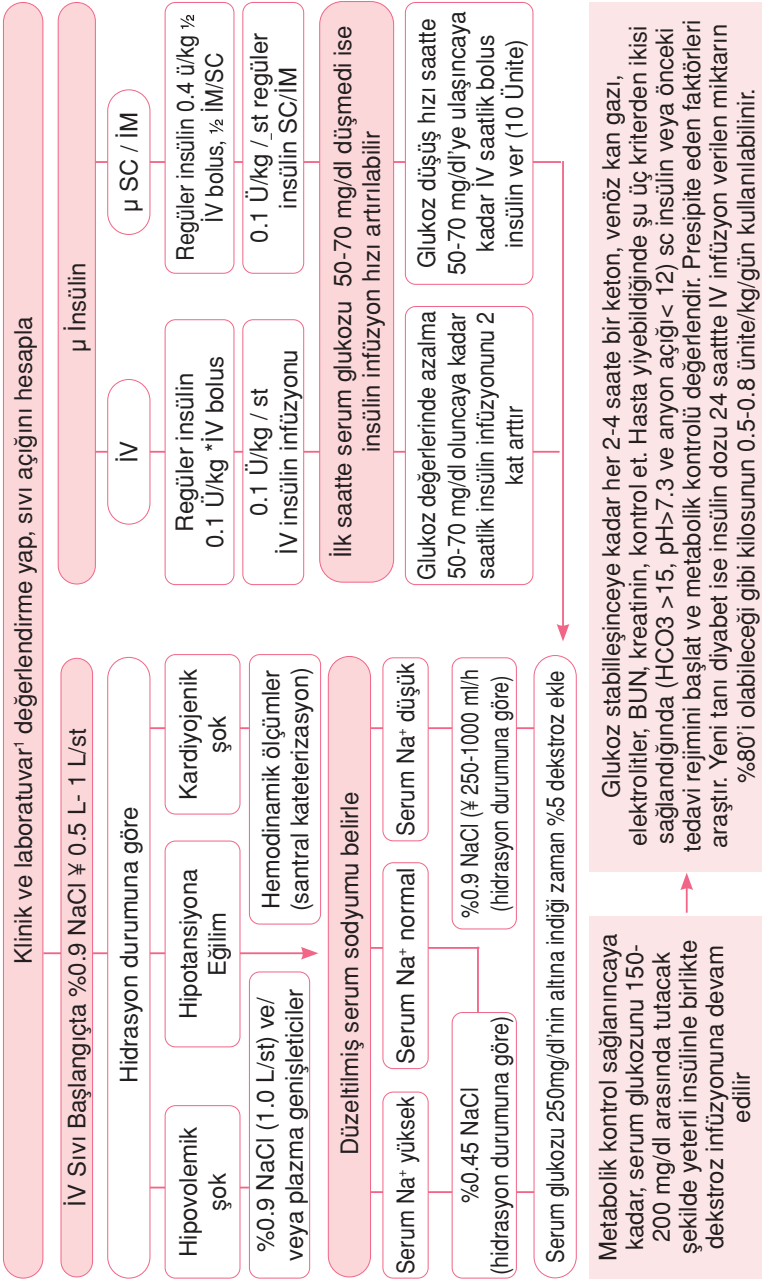 Klinik ve laboratuvar¹ değerlendirme yap, sıvı açığını hesapla
İV Sıvı Başlangıçta %0.9 NaCl ¥ 0.5 L- 1 L/st
Hidrasyon durumuna göre
Hipovolemik
şok
Hipotansiyona
Eğilim
Kardiyojenik
şok
%0.9 NaCl (1.0 L/st) ve/
veya plazma genişleticiler
Hemodinamik ölçümler
(santral kateterizasyon)
Düzeltilmiş serum sodyumu belirle
Serum Na⁺ yüksek
Serum Na⁺ normal
Serum Na⁺ düşük
%0.45 NaCl
(hidrasyon durumuna göre)
%0.9 NaCl (¥ 250-1000 ml/h
(hidrasyon durumuna göre)
Serum glukozu 250mg/dl'nin altına indiği zaman %5 dekstroz ekle
µ İnsülin
İV
µ SC / İM
Regüler insülin
0.1 Ü/kg *İV bolus
Regüler insülin 0.4 ü/kg ½
İV bolus, ½ İM/SC
0.1 Ü/kg / st
İV insülin infüzyonu
0.1 Ü/kg /_st regüler
insülin SC/İM
İlk saatte serum glukozu 50-70 mg/dl düşmedi ise
insülin infüzyon hızı artırılabilir
Glukoz değerlerinde azalma
50-70 mg/dl oluncaya kadar
saatlik insülin infüzyonunu 2
kat arttır
Glukoz düşüş hızı saatte
50-70 mg/dl'ye ulaşıncaya
kadar İV saatlik bolus
insülin ver (10 Ünite)
Metabolik kontrol sağlanıncaya
kadar, serum glukozunu 150-
200 mg/dl arasında tutacak
şekilde yeterli insülinle birlikte
dekstroz infüzyonuna devam
edilir
Glukoz stabilleşinceye kadar her 2-4 saate bir keton, venöz kan gazı,
elektrolitler, BUN, kreatinin, kontrol et. Hasta yiyebildiğinde şu üç kriterden ikisi
sağlandığında (HCO3 >15, pH>7.3 ve anyon açığı< 12) sc insülin veya önceki
tedavi rejimini başlat ve metabolik kontrolü değerlendir. Presipite eden faktörleri
araştır. Yeni tanı diyabet ise insülin dozu 24 saattte IV infüzyon verilen miktarın
%80'i olabileceği gibi kilosunun 0.5-0.8 ünite/kg/gün kullanılabilinir.